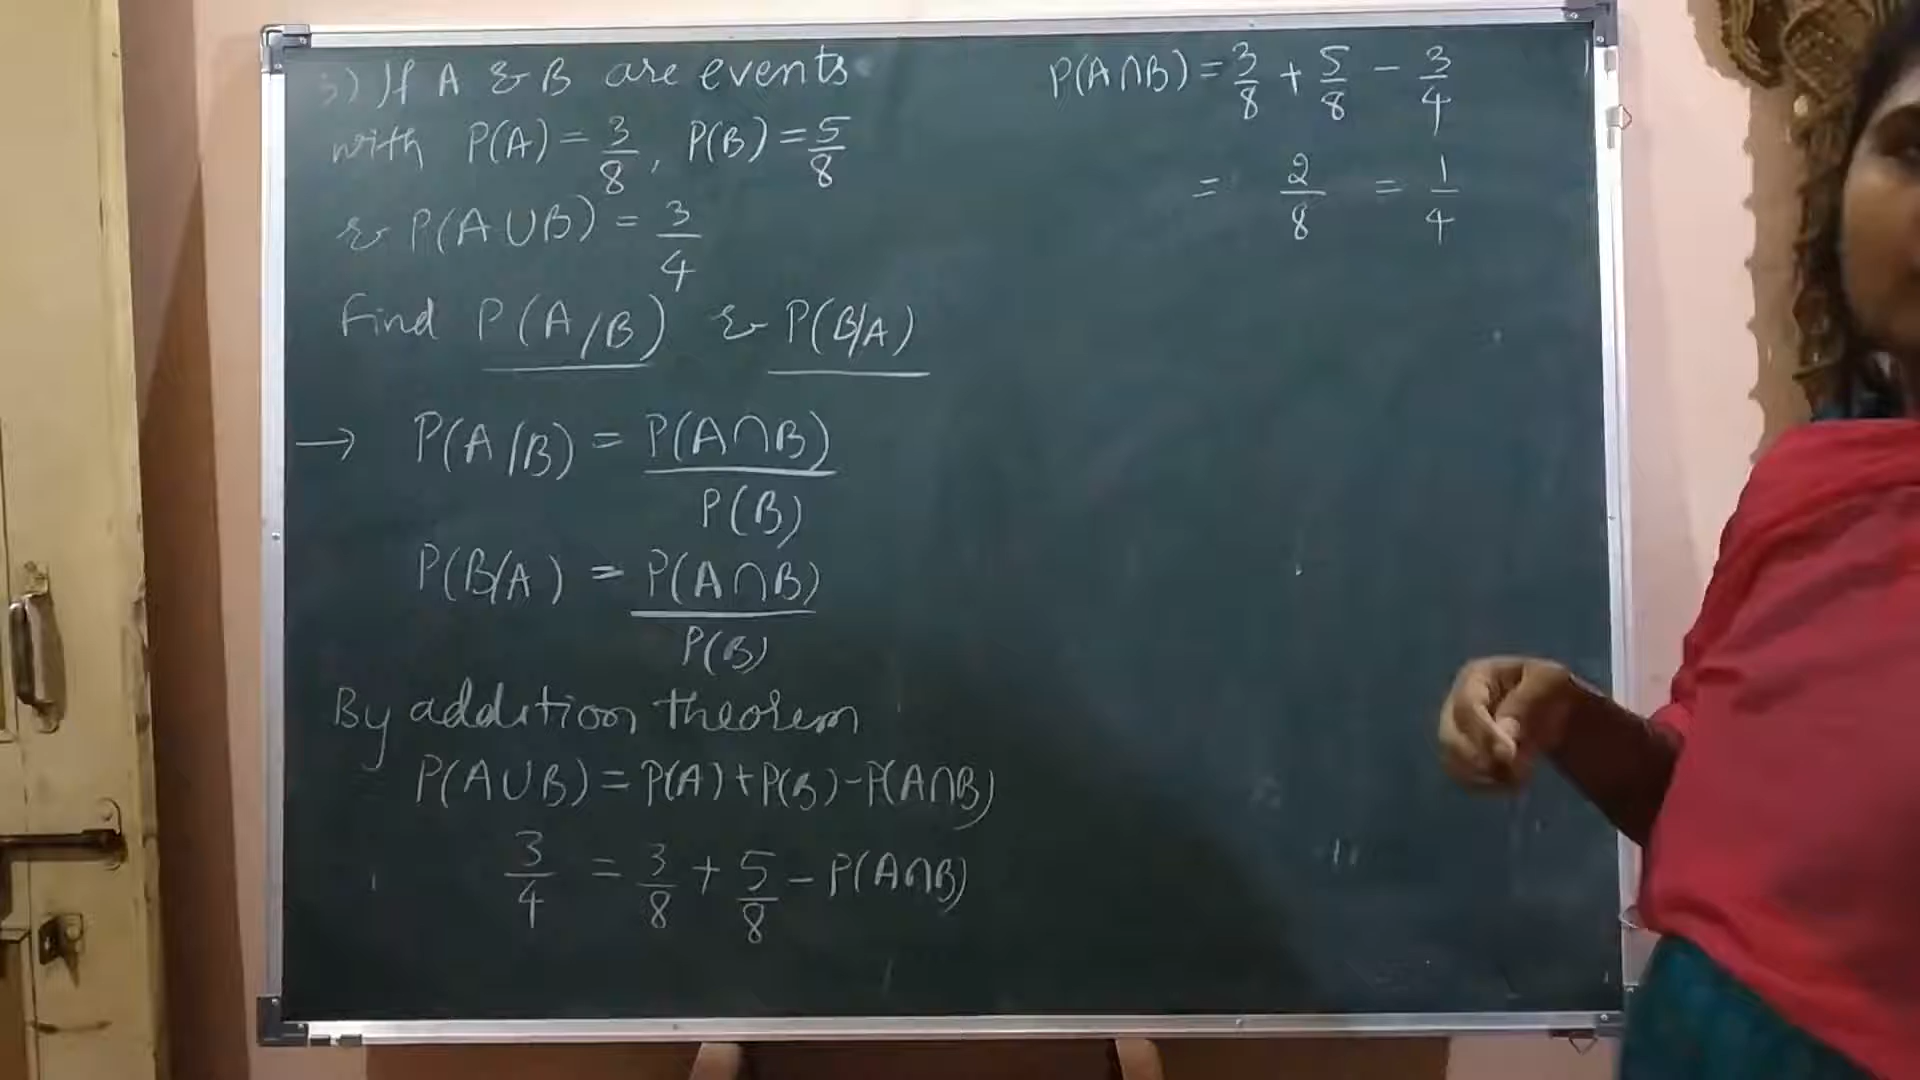 3) If A & B are events
with P(A) = 3/8, P(B) = 5/8
& P(A∪B) = 3/4
Find P(A/B) & P(B/A)
→ P(A/B) = P(A∩B)/P(B)
P(B/A) = P(A∩B)/P(B)
By addition theorem
P(A∪B) = P(A) + P(B) - P(A∩B)
3/4 = 3/8 + 5/8 - P(A∩B)
P(A∩B) = 3/8 + 5/8 - 3/4
= 2/8 = 1/4